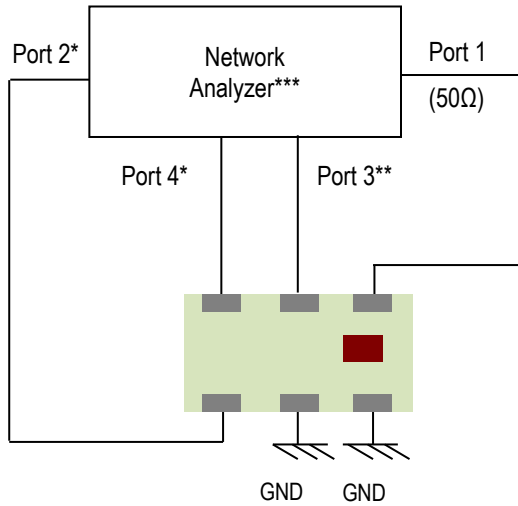 Port 2*
Network
Analyzer***
Port 1
(50Ω)
Port 4*
Port 3**
GND
GND